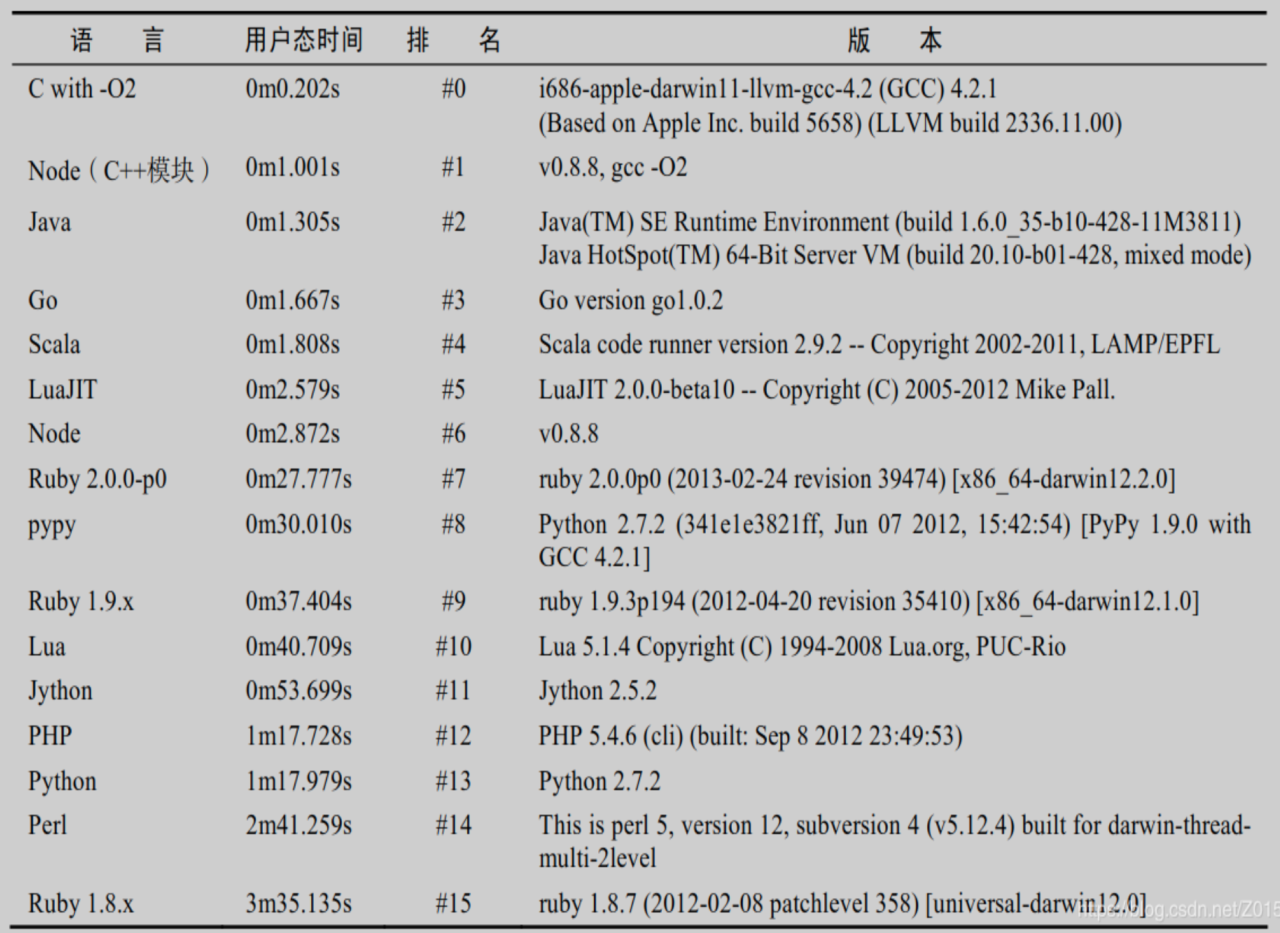 语 言 用户态时间 排 名 版 本
C with -O2 0m0.202s #0 i686-apple-darwin11-llvm-gcc-4.2 (GCC) 4.2.1
(Based on Apple Inc. build 5658) (LLVM build 2336.11.00)
Node（C++模块） 0m1.001s #1 v0.8.8, gcc -O2
Java 0m1.305s #2 Java(TM) SE Runtime Environment (build 1.6.0_35-b10-428-11M3811)
Java HotSpot(TM) 64-Bit Server VM (build 20.10-b01-428, mixed mode)
Go 0m1.667s #3 Go version go1.0.2
Scala 0m1.808s #4 Scala code runner version 2.9.2 -- Copyright 2002-2011, LAMP/EPFL
LuaJIT 0m2.579s #5 LuaJIT 2.0.0-beta10 -- Copyright (C) 2005-2012 Mike Pall.
Node 0m2.872s #6 v0.8.8
Ruby 2.0.0-p0 0m27.777s #7 ruby 2.0.0p0 (2013-02-24 revision 39474) [x86_64-darwin12.2.0]
pypy 0m30.010s #8 Python 2.7.2 (341e1e3821ff, Jun 07 2012, 15:42:54) [PyPy 1.9.0 with
GCC 4.2.1]
Ruby 1.9.x 0m37.404s #9 ruby 1.9.3p194 (2012-04-20 revision 35410) [x86_64-darwin12.1.0]
Lua 0m40.709s #10 Lua 5.1.4 Copyright (C) 1994-2008 Lua.org, PUC-Rio
Jython 0m53.699s #11 Jython 2.5.2
PHP 1m17.728s #12 PHP 5.4.6 (cli) (built: Sep 8 2012 23:49:53)
Python 1m17.979s #13 Python 2.7.2
Perl 2m41.259s #14 This is perl 5, version 12, subversion 4 (v5.12.4) built for darwin-thread-
multi-2level
Ruby 1.8.x 3m35.135s #15 ruby 1.8.7 (2012-02-08 patchlevel 358) [universal-darwin12.0]
https://blog.csdn.net/Z015